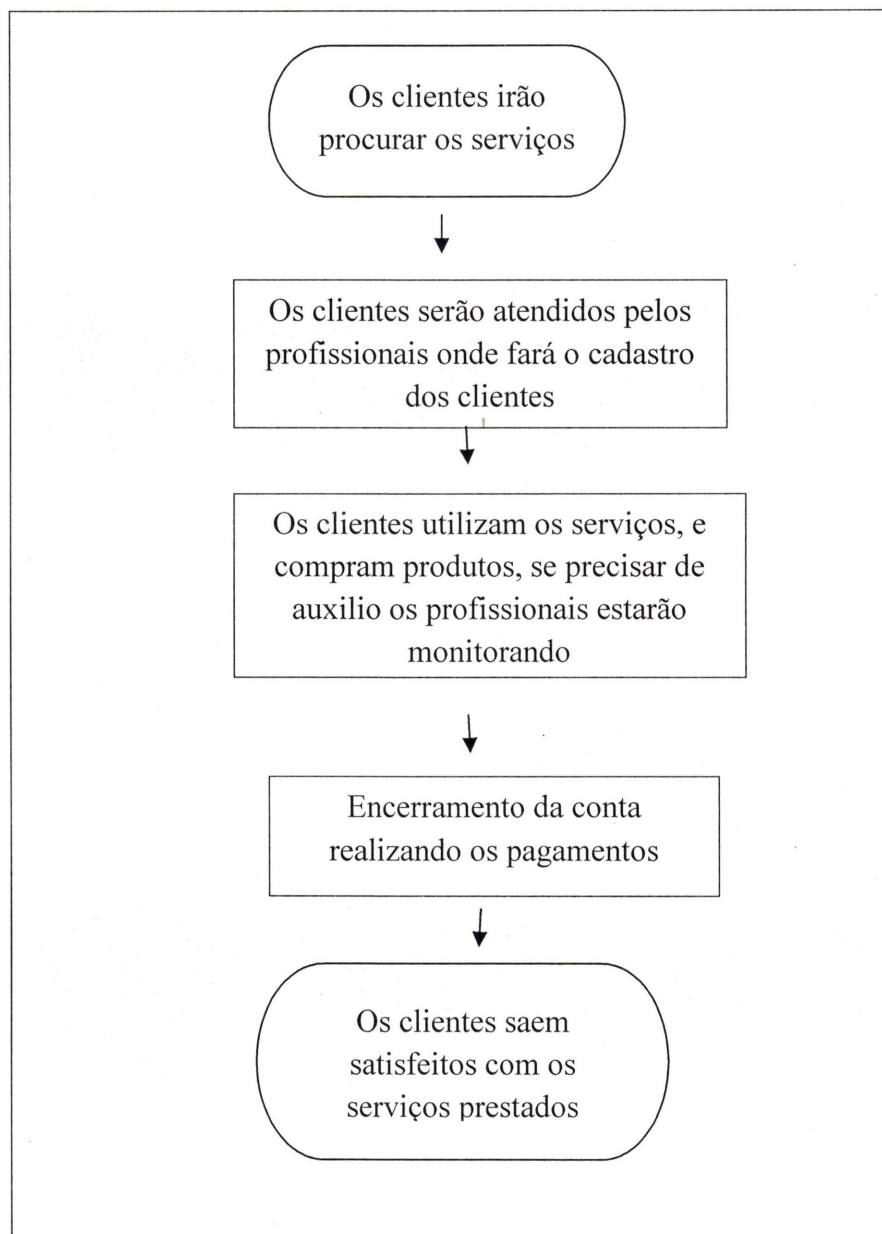 Os clientes irão
procurar os serviços
Os clientes serão atendidos pelos
profissionais onde fará o cadastro
dos clientes
Os clientes utilizam os serviços, e
compram produtos, se precisar de
auxilio os profissionais estarão
monitorando
Encerramento da conta
realizando os pagamentos
Os clientes saem
satisfeitos com os
serviços prestados